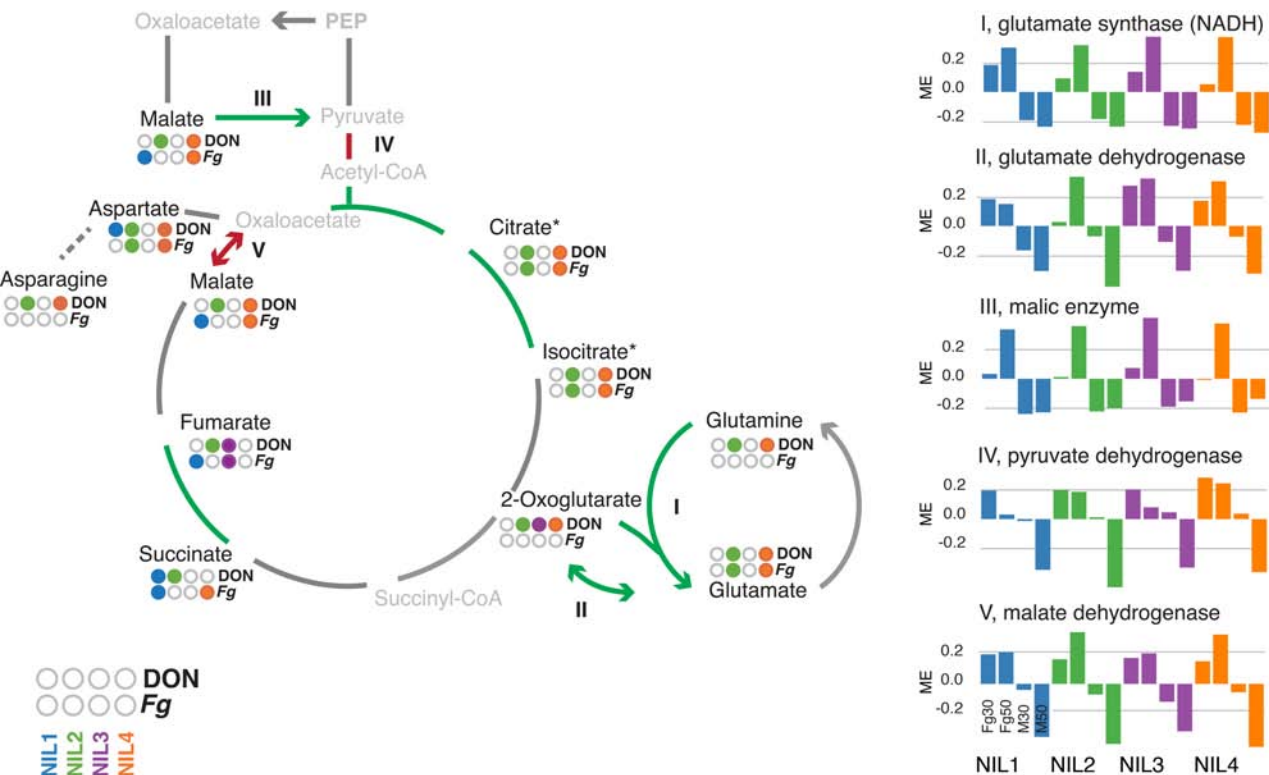 Oxaloacetate
PEP
Malate
III
Pyruvate
DON
Fg
IV
Acetyl-CoA
Aspartate
DON
Fg
Oxaloacetate
V
Citrate*
DON
Fg
Asparagine
DON
Fg
Malate
DON
Fg
Isocitrate*
DON
Fg
Fumarate
DON
Fg
Glutamine
DON
Fg
2-Oxoglutarate
DON
Fg
I
Succinate
DON
Fg
DON
Fg
Glutamate
II
Succinyl-CoA
DON
Fg
NIL1
NIL2
NIL3
NIL4
I, glutamate synthase (NADH)
ME
0.2
0.0
-0.2
II, glutamate dehydrogenase
ME
0.2
0.0
-0.2
III, malic enzyme
ME
0.2
0.0
-0.2
IV, pyruvate dehydrogenase
ME
0.2
0.0
-0.2
V, malate dehydrogenase
ME
0.2
0.0
-0.2
Fg30
Fg50
M30
M50
NIL1 NIL2 NIL3 NIL4